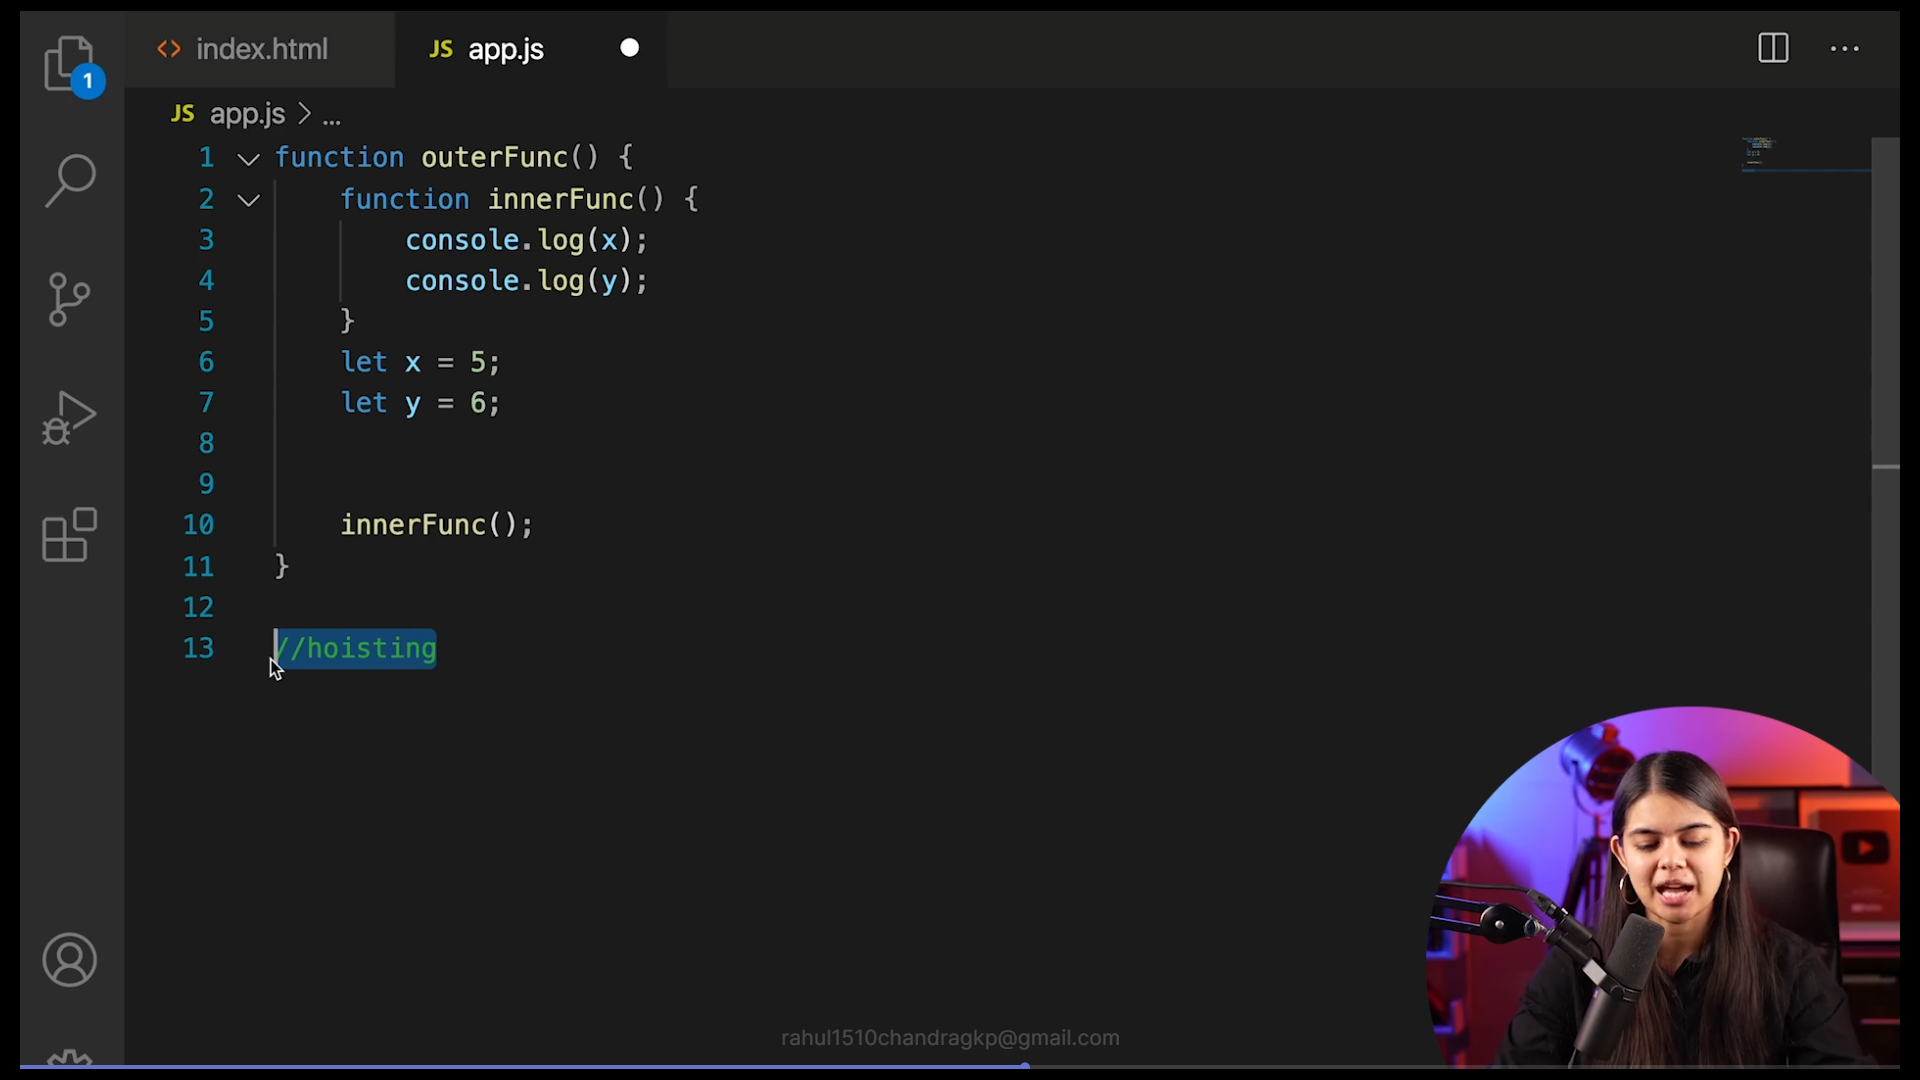 index.html
JS app.js
1
JS app.js > ...
1 function outerFunc() {
2 function innerFunc() {
3 console.log(x);
4 console.log(y);
5 }
6 let x = 5;
7 let y = 6;
8
9
10 innerFunc();
11 }
12
13 //hoisting
rahul1510chandragkp@gmail.com